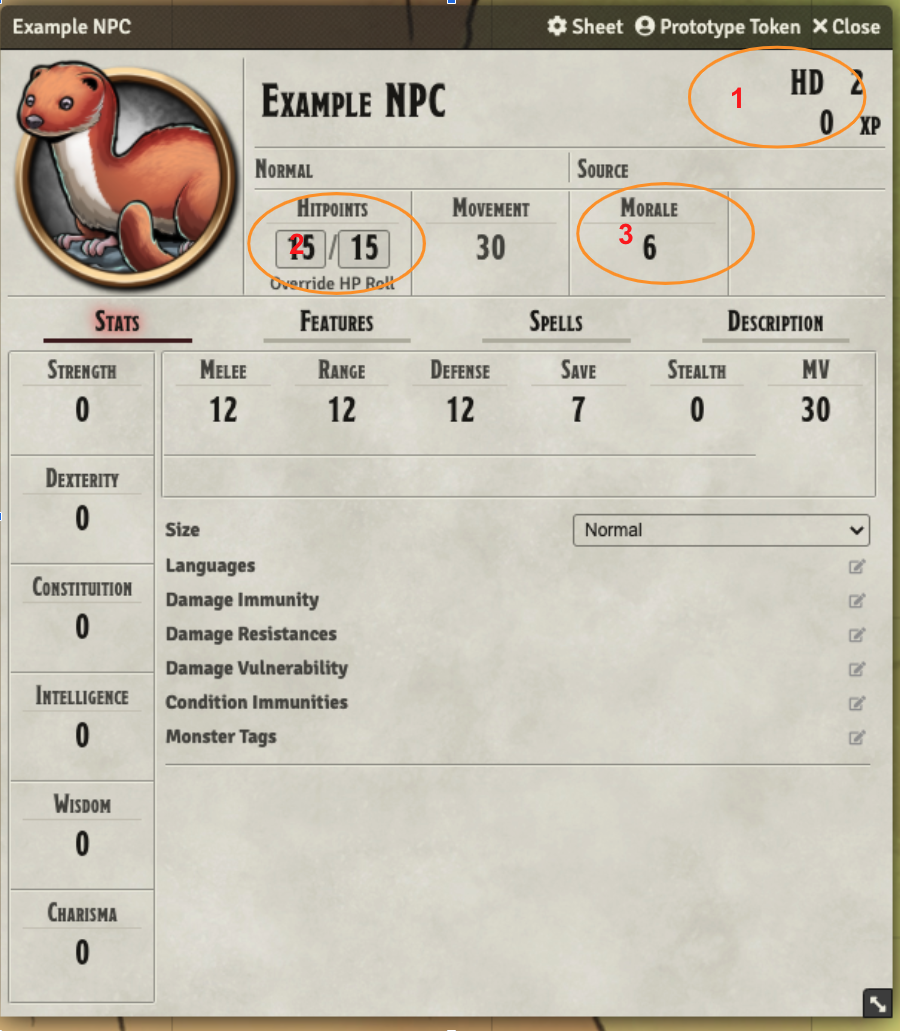 Example NPC Sheet Prototype Token Close
Example NPC 1 HD 2
0 XP
Normal Source
Hitpoints Movement Morale
15 / 15 2 30 3 6
Override HP Roll
Stats Features Spells Description
Strength Melee Range Defense Save Stealth MV
0 12 12 12 7 0 30
Dexterity
0
Size Normal
Languages
Constituition
Damage Immunity
0
Damage Resistances
Damage Vulnerability
Intelligence
Condition Immunities
0
Monster Tags
Wisdom
0
Charisma
0